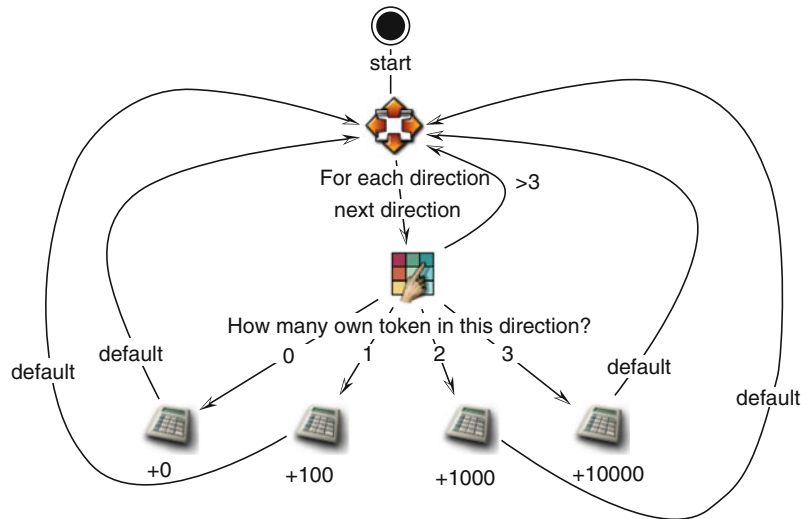 start
For each direction
>3
next direction
How many own token in this direction?
0
1
2
3
default
default
default
default
+0
+100
+1000
+10000